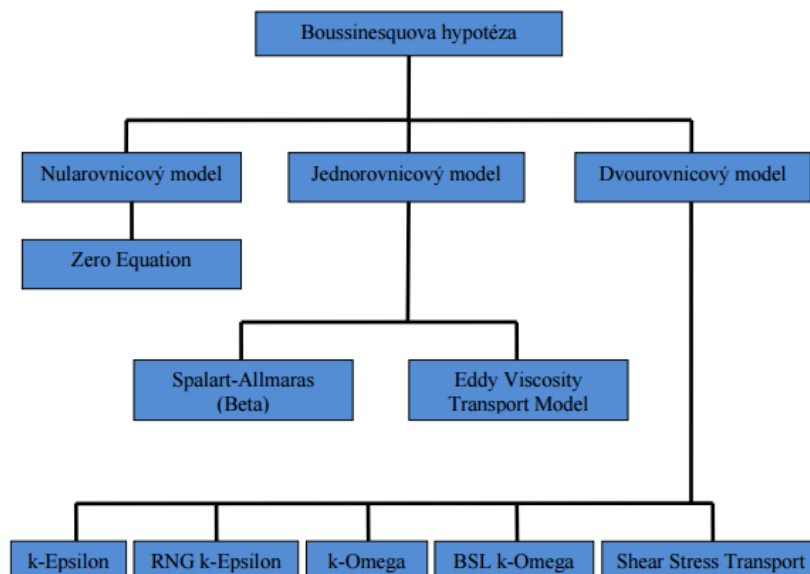 Boussinesquova hypotéza
Nularovnicový model
Jednorovnicový model
Dvourovnicový model
Zero Equation
Spalart-Allmaras
(Beta)
Eddy Viscosity
Transport Model
k-Epsilon
RNG k-Epsilon
k-Omega
BSL k-Omega
Shear Stress Transport